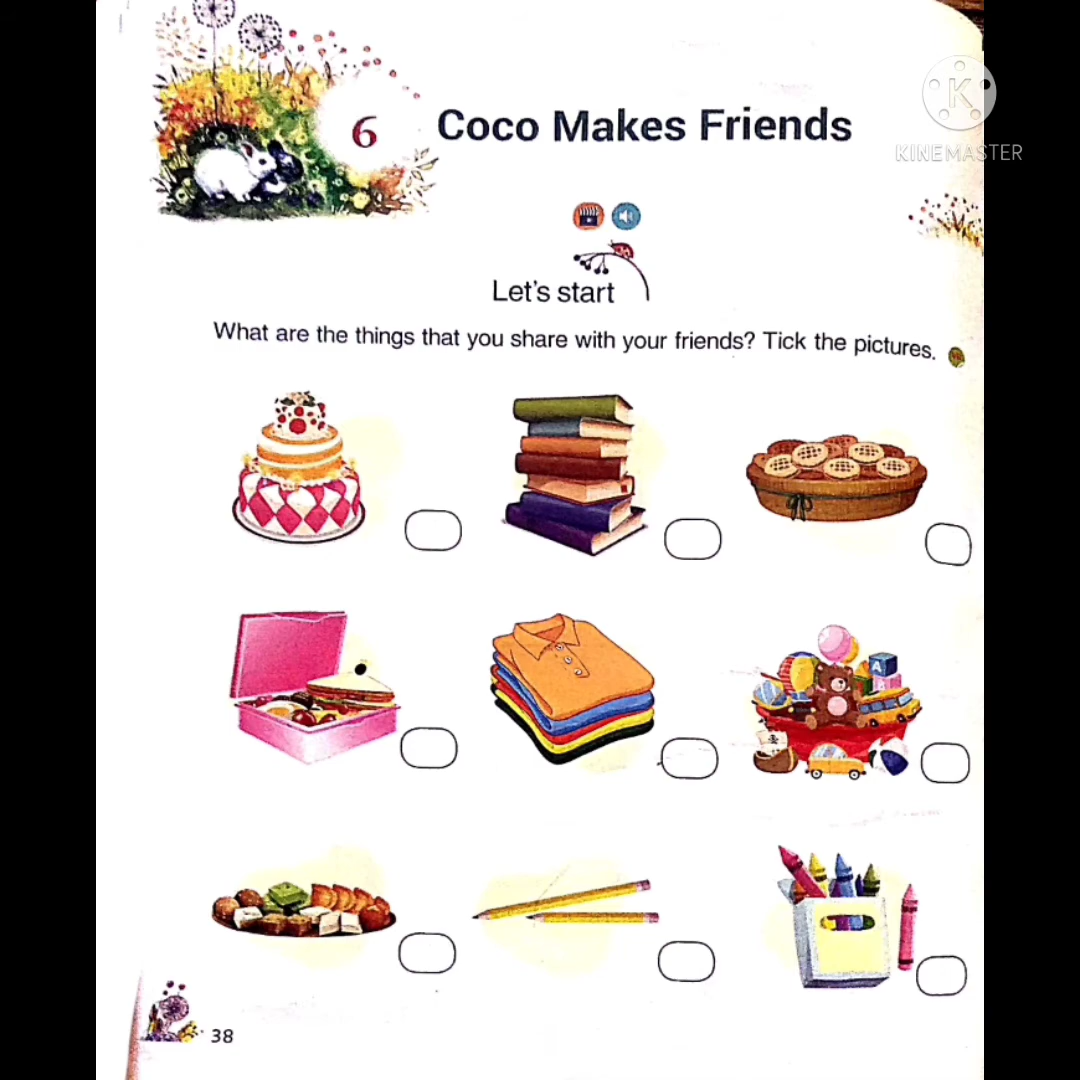 6
Coco Makes Friends
K
KINEMASTER
Let's start
What are the things that you share with your friends? Tick the pictures.
A
38